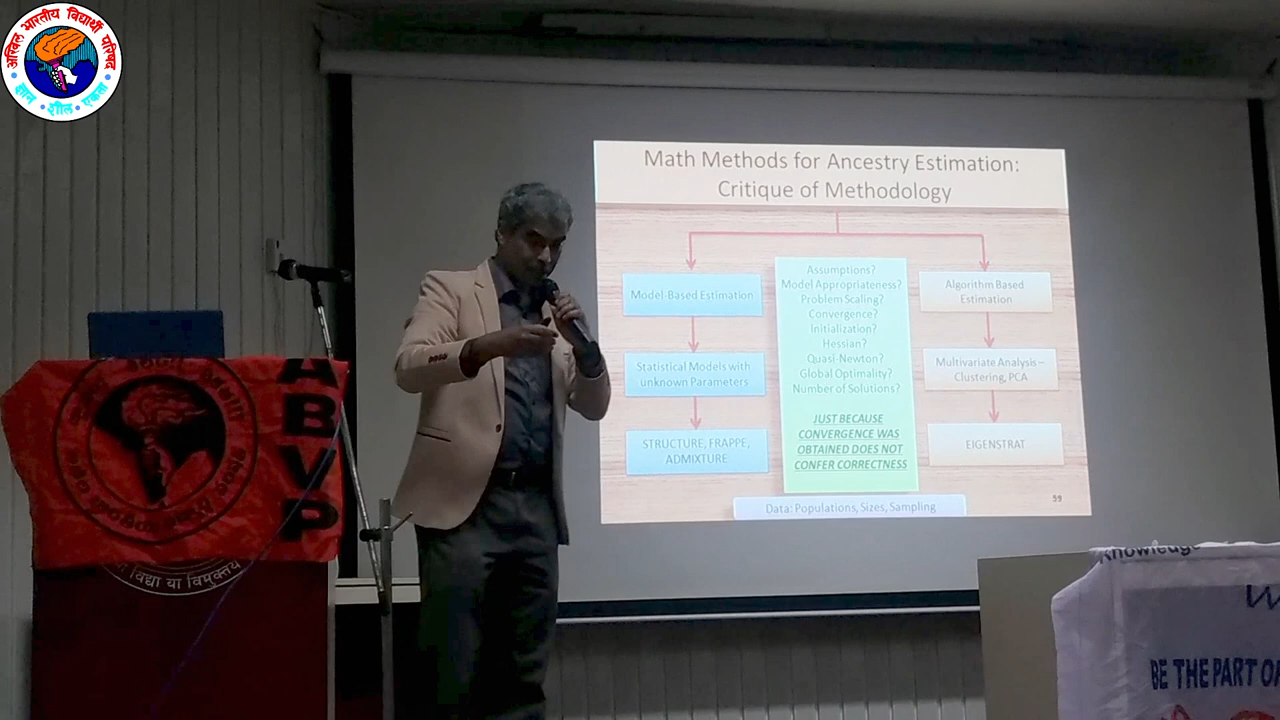 अखिल भारतीय विद्यार्थी परिषद
ज्ञान • शील • एकता
Math Methods for Ancestry Estimation:
Critique of Methodology
Model-Based Estimation
Statistical Models with
unknown Parameters
STRUCTURE, FRAPPE,
ADMIXTURE
Assumptions?
Model Appropriateness?
Problem Scaling?
Convergence?
Initialization?
Hessian?
Quasi-Newton?
Global Optimality?
Number of Solutions?
JUST BECAUSE
CONVERGENCE WAS
OBTAINED DOES NOT
CONFER CORRECTNESS
Algorithm Based
Estimation
Multivariate Analysis –
Clustering, PCA
EIGENSTRAT
Data: Populations, Sizes, Sampling
59
ABVP
विद्या या विमुक्तये
Knowledge
BE THE PART OF